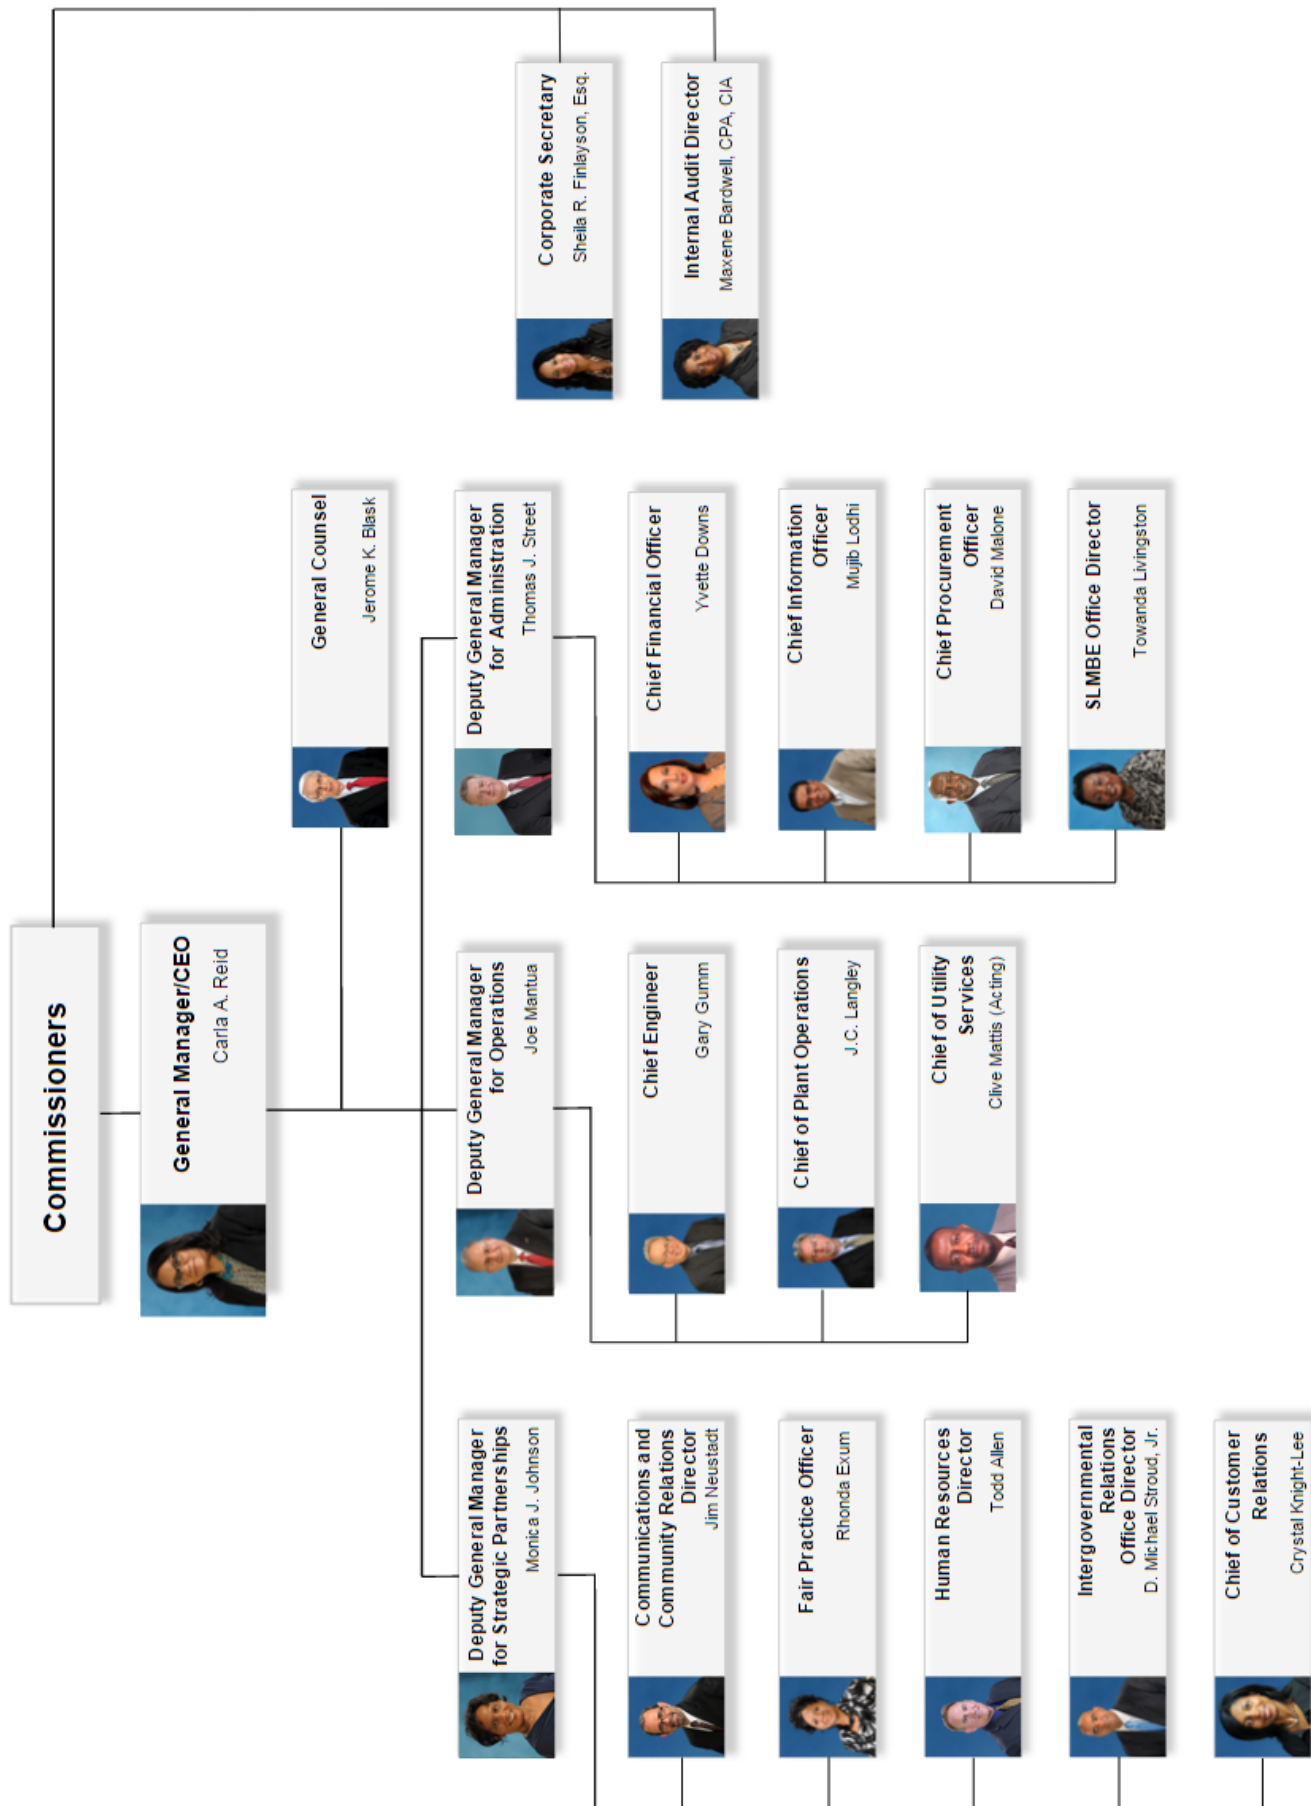 Commissioners
General Manager/CEO
Carla A. Reid
Corporate Secretary
Sheila R. Finlayson, Esq.
Internal Audit Director
Maxene Bardwell, CPA, CIA
General Counsel
Jerome K. Blask
Deputy General Manager
for Strategic Partnerships
Monica J. Johnson
Deputy General Manager
for Operations
Joe Mantua
Deputy General Manager
for Administration
Thomas J. Street
Communications and
Community Relations
Director
Jim Neustadt
Chief Engineer
Gary Gumm
Chief Financial Officer
Yvette Downs
Fair Practice Officer
Rhonda Exum
Chief of Plant Operations
J.C. Langley
Chief Information
Officer
Mujib Lodhi
Human Resources
Director
Todd Allen
Chief of Utility
Services
Clive Mattis (Acting)
Chief Procurement
Officer
David Malone
Intergovernmental
Relations
Office Director
D. Michael Stroud, Jr.
SLMBE Office Director
Towanda Livingston
Chief of Customer
Relations
Crystal Knight-Lee